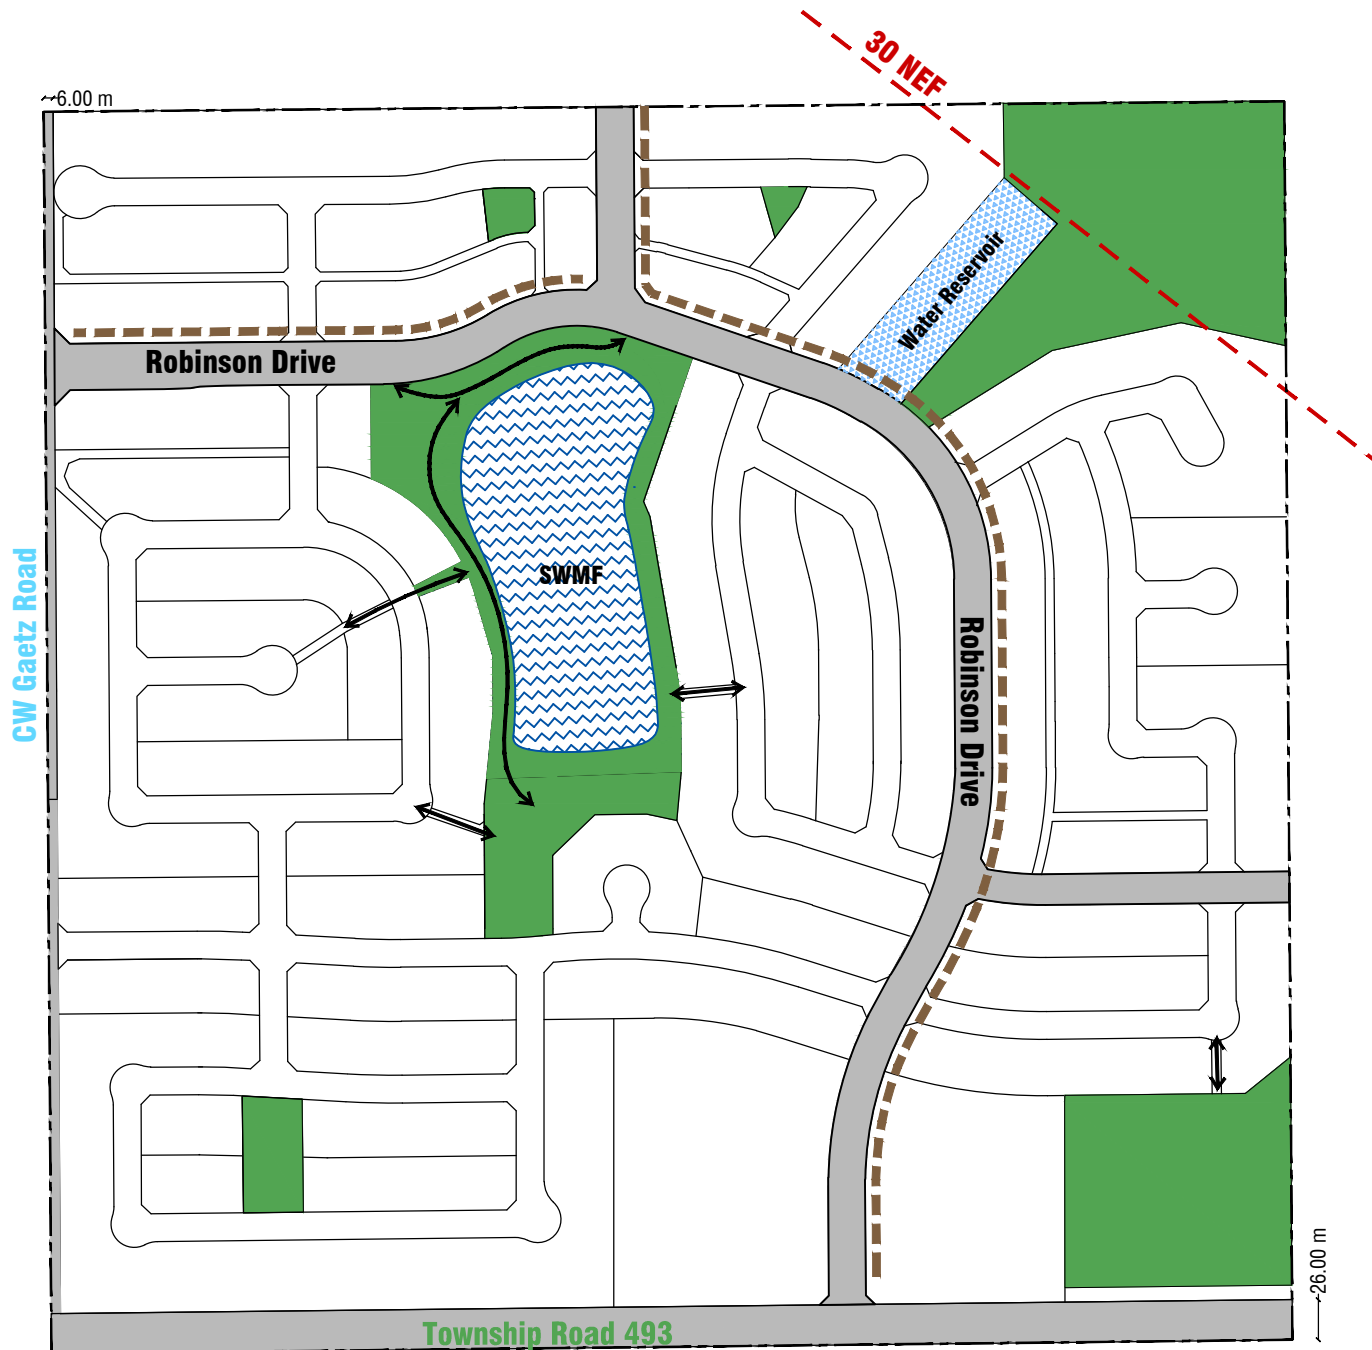 30 NEF
6.00 m
Water Reservoir
Robinson Drive
SWMF
CW Gaetz Road
Robinson Drive
26.00 m
Township Road 493